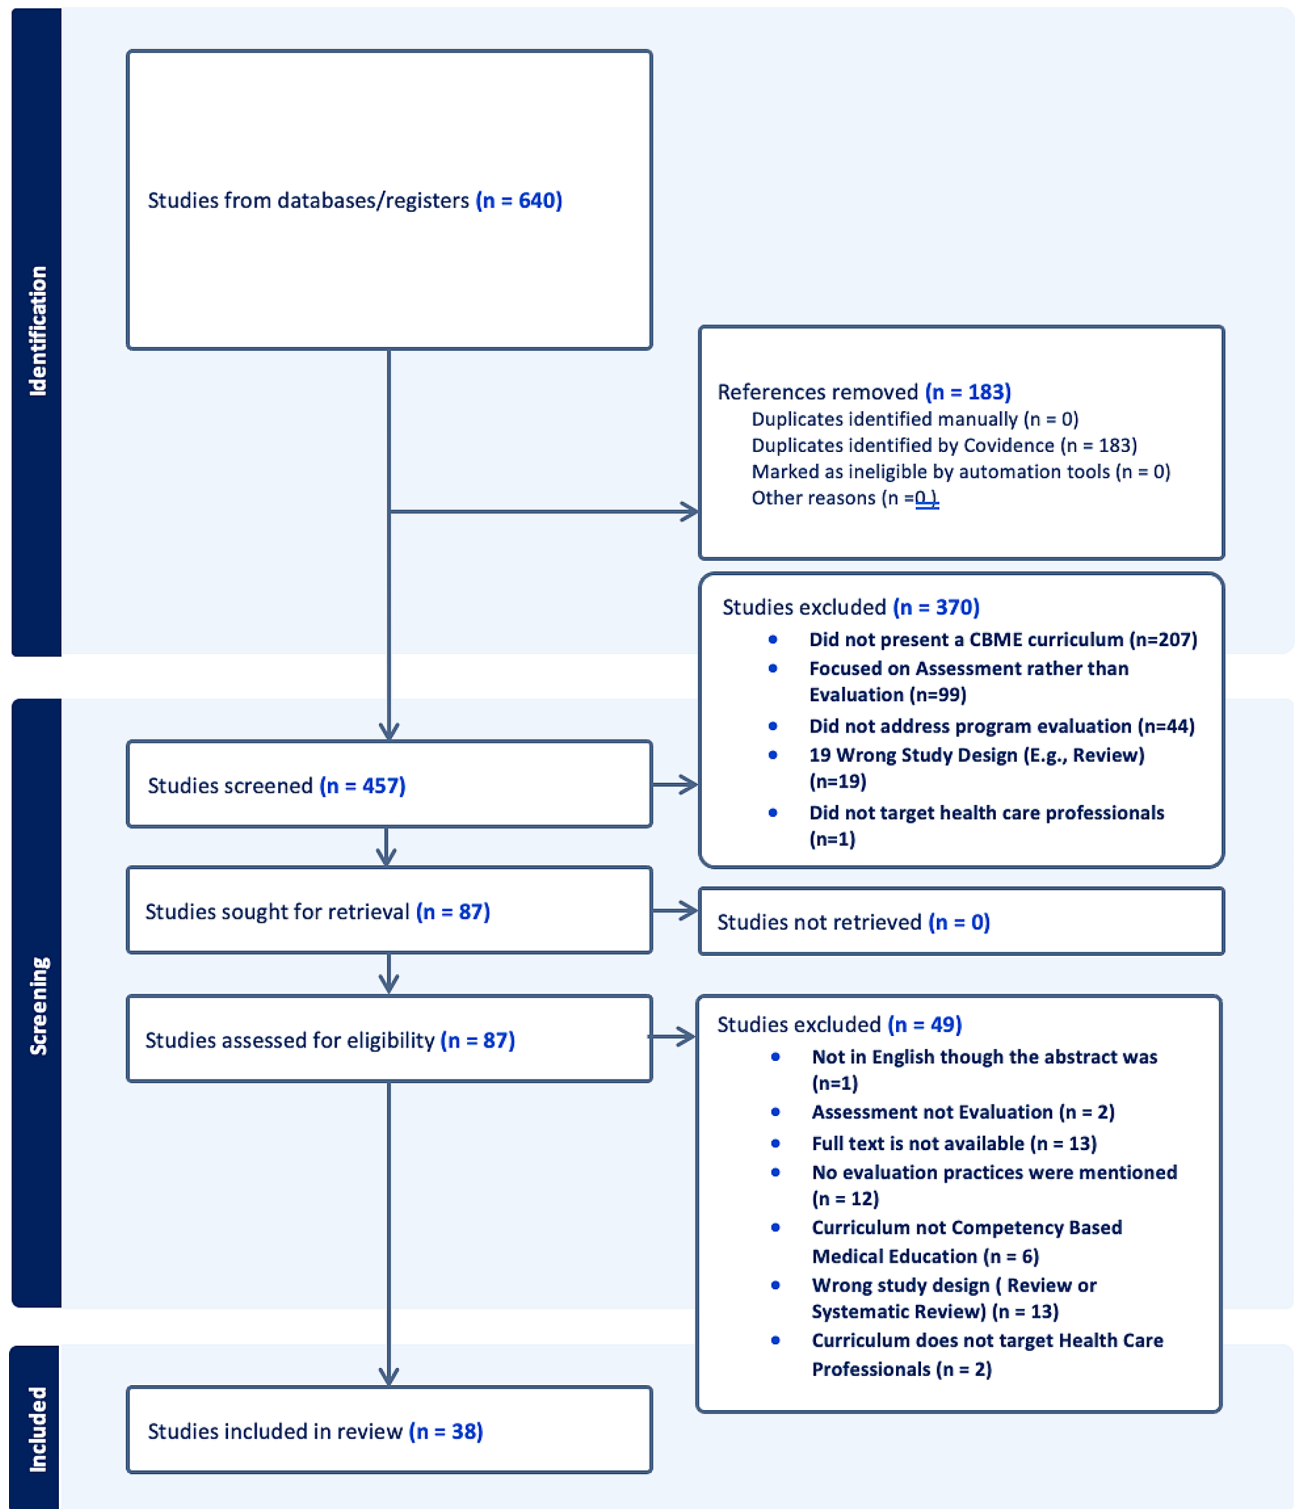 Identification
Studies from databases/registers (n = 640)
References removed (n = 183)
Duplicates identified manually (n = 0)
Duplicates identified by Covidence (n = 183)
Marked as ineligible by automation tools (n = 0)
Other reasons (n =0 )
Screening
Studies screened (n = 457)
Studies excluded (n = 370)
• Did not present a CBME curriculum (n=207)
• Focused on Assessment rather than
Evaluation (n=99)
• Did not address program evaluation (n=44)
• 19 Wrong Study Design (E.g., Review)
(n=19)
• Did not target health care professionals
(n=1)
Studies sought for retrieval (n = 87)
Studies not retrieved (n = 0)
Studies assessed for eligibility (n = 87)
Studies excluded (n = 49)
• Not in English though the abstract was
(n=1)
• Assessment not Evaluation (n = 2)
• Full text is not available (n = 13)
• No evaluation practices were mentioned
(n = 12)
• Curriculum not Competency Based
Medical Education (n = 6)
• Wrong study design ( Review or
Systematic Review) (n = 13)
• Curriculum does not target Health Care
Professionals (n = 2)
Included
Studies included in review (n = 38)